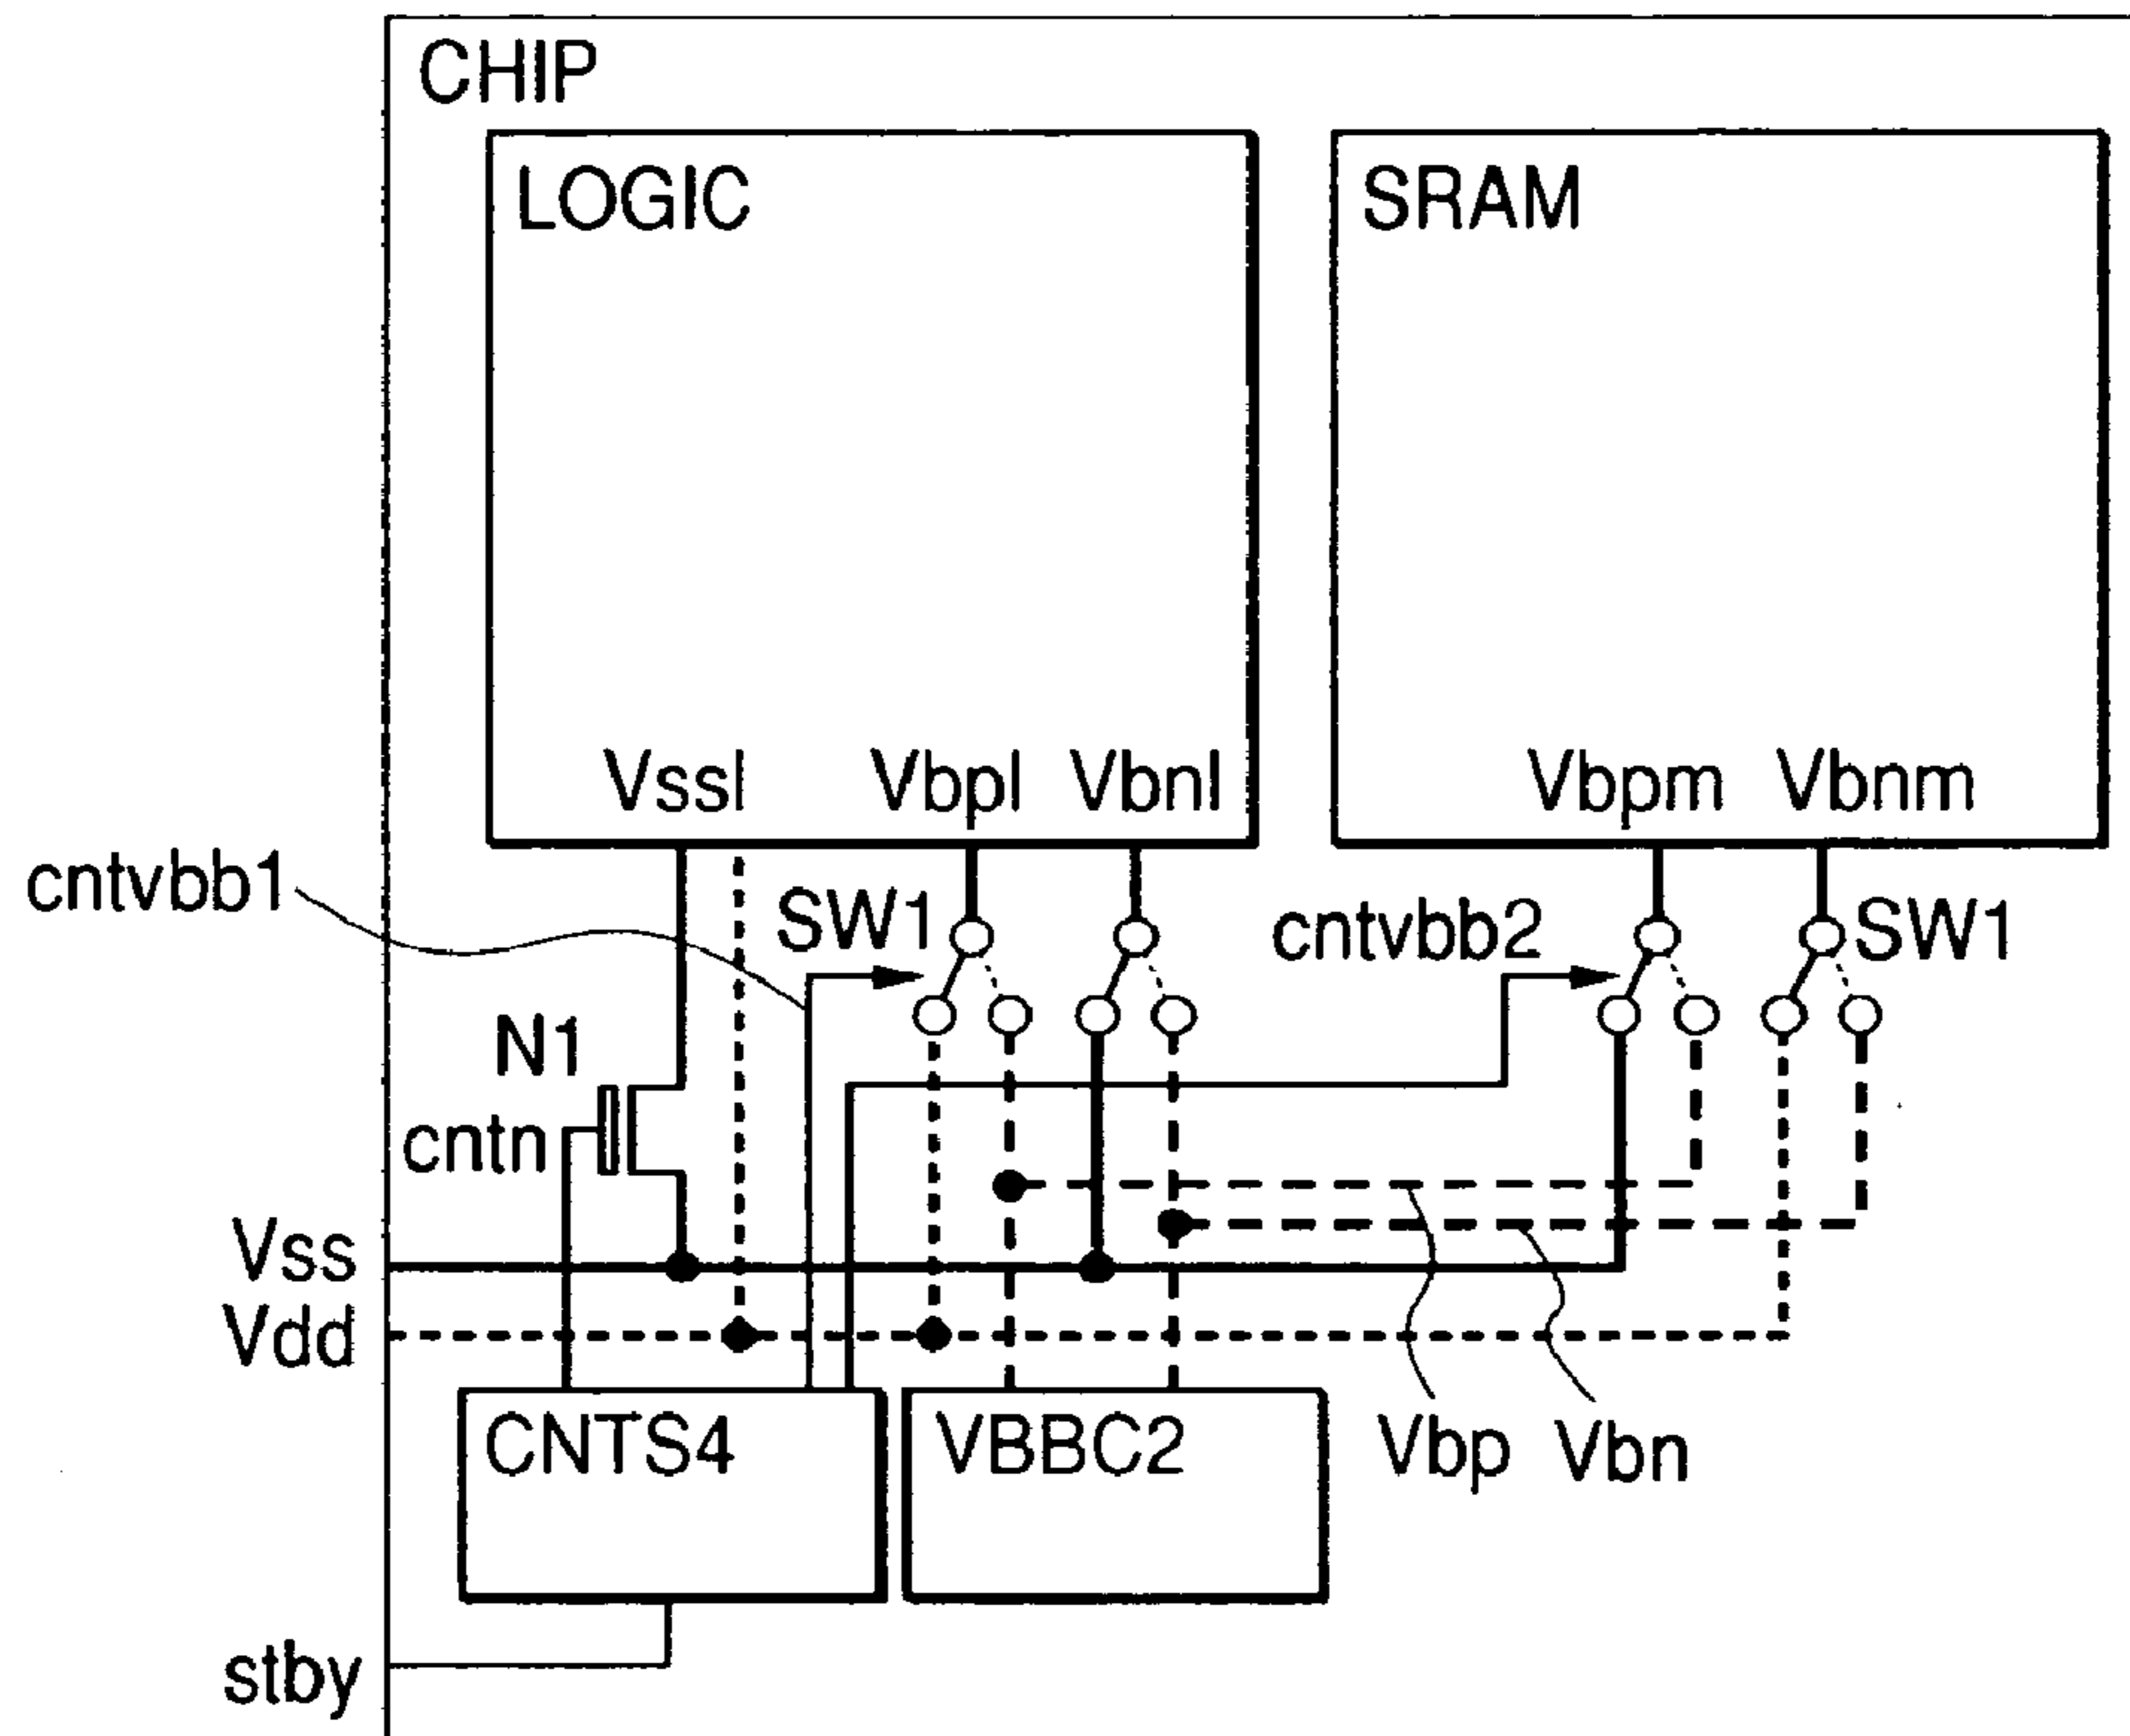 CHIP
LOGIC
SRAM
Vssl
Vbpl
Vbnl
Vbpm
Vbnm
cntvbb1
SW1
cntvbb2
SW1
N1
cntn
Vss
Vdd
CNTS4
VBBC2
Vbp
Vbn
stby